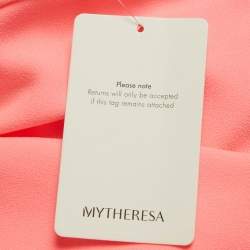 Please note
Returns will only be accepted
if this tag remains attached
MYTHERESA